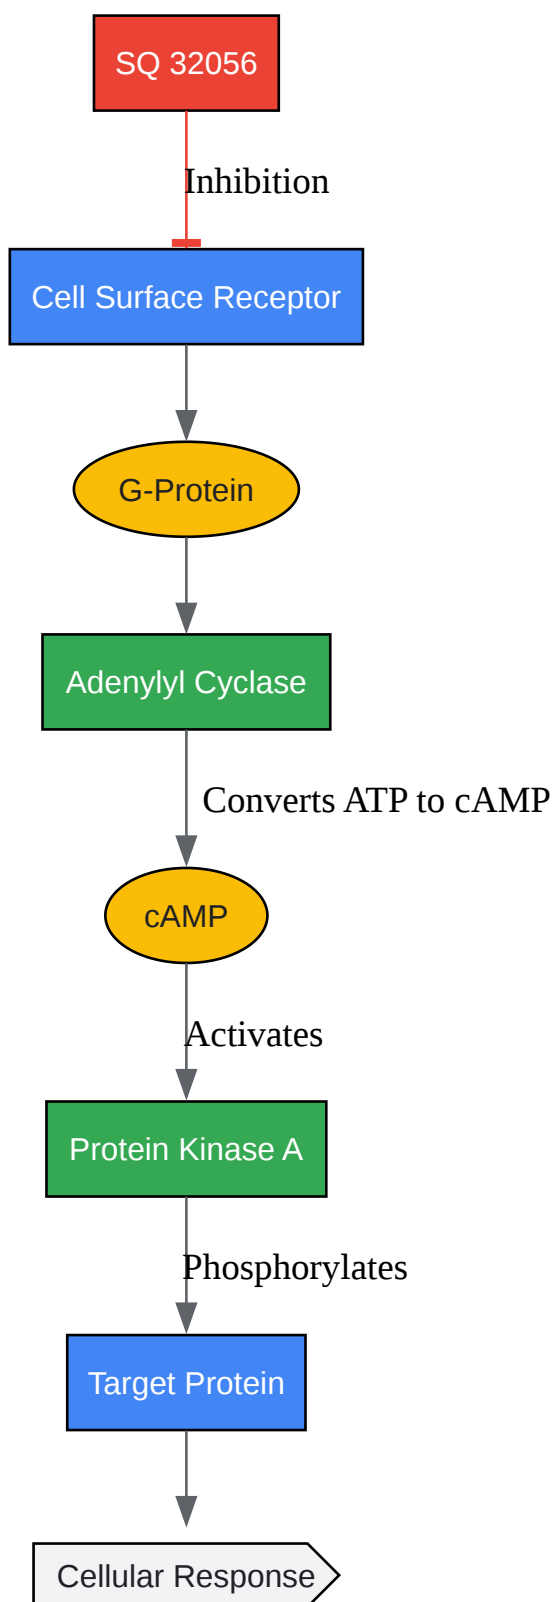 SQ 32056
Inhibition
Cell Surface Receptor
G-Protein
Adenylyl Cyclase
Converts ATP to cAMP
cAMP
Activates
Protein Kinase A
Phosphorylates
Target Protein
Cellular Response